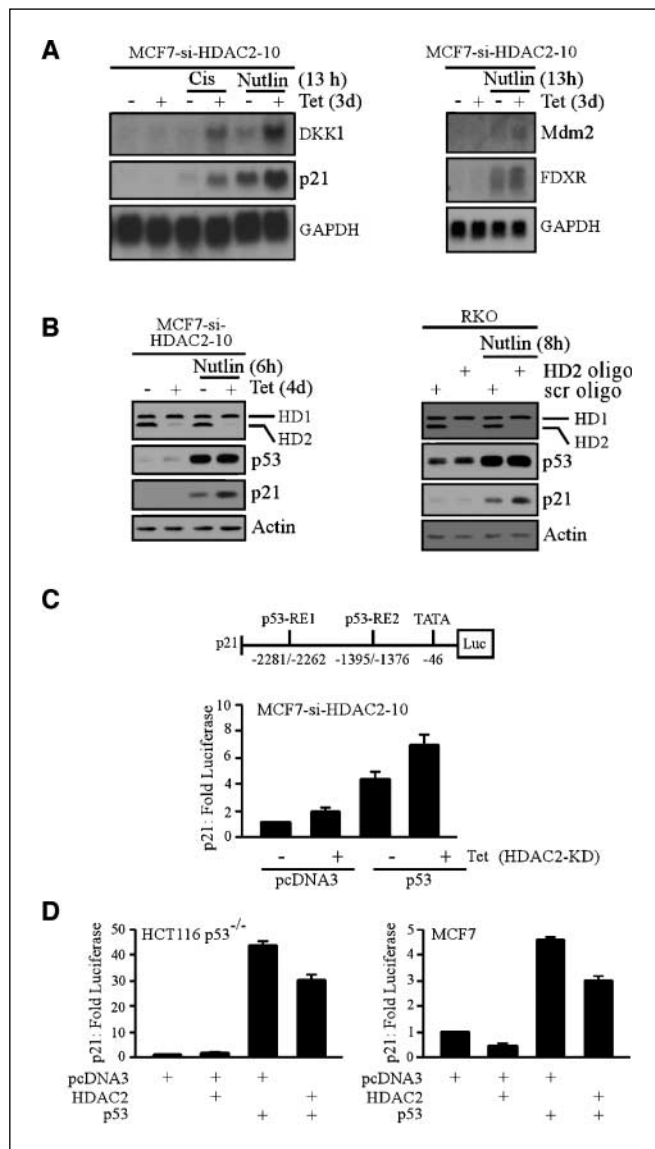 A
MCF7-si-HDAC2-10
Cis Nutlin (13 h)
- + - + - + Tet (3d)
DKK1
p21
GAPDH
MCF7-si-HDAC2-10
Nutlin (13h)
- + - + Tet (3d)
Mdm2
FDXR
GAPDH
B
MCF7-si-
HDAC2-10
Nutlin (6h)
- + - + Tet (4d)
HD1
HD2
p53
p21
Actin
RKO
Nutlin (8h)
+ + HD2 oligo
+ + scr oligo
HD1
HD2
p53
p21
Actin
C
p53-RE1 p53-RE2 TATA
p21 Luc
-2281/-2262 -1395/-1376 -46
MCF7-si-HDAC2-10
p21: Fold Luciferase
10
8
6
4
2
0
- + - + Tet (HDAC2-KD)
pcDNA3 p53
D
HCT116 p53-/-
p21: Fold Luciferase
50
40
30
20
10
0
MCF7
p21: Fold Luciferase
5
4
3
2
1
0
pcDNA3 + + + + + +
HDAC2 + + + +
p53 + + + +